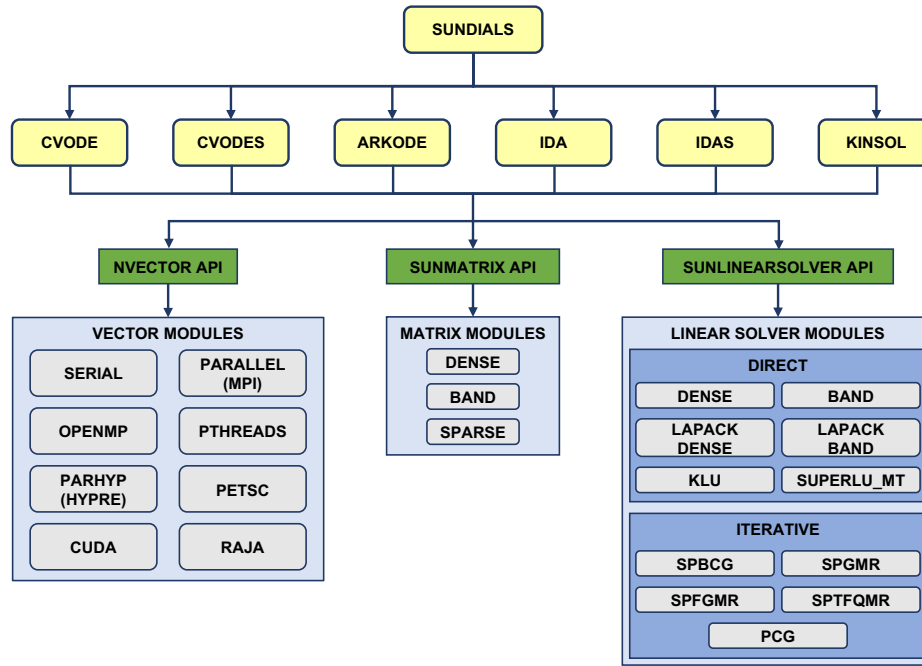 SUNDIALS
CVODE
CVODES
ARKODE
IDA
IDAS
KINSOL
NVECTOR API
SUNMATRIX API
SUNLINEARSOLVER API
VECTOR MODULES
SERIAL
PARALLEL
(MPI)
OPENMP
PTHREADS
PARHYP
(HYPRE)
PETSC
CUDA
RAJA
MATRIX MODULES
DENSE
BAND
SPARSE
LINEAR SOLVER MODULES
DIRECT
DENSE
BAND
LAPACK
DENSE
LAPACK
BAND
KLU
SUPERLU_MT
ITERATIVE
SPBCG
SPGMR
SPFGMR
SPTFQMR
PCG